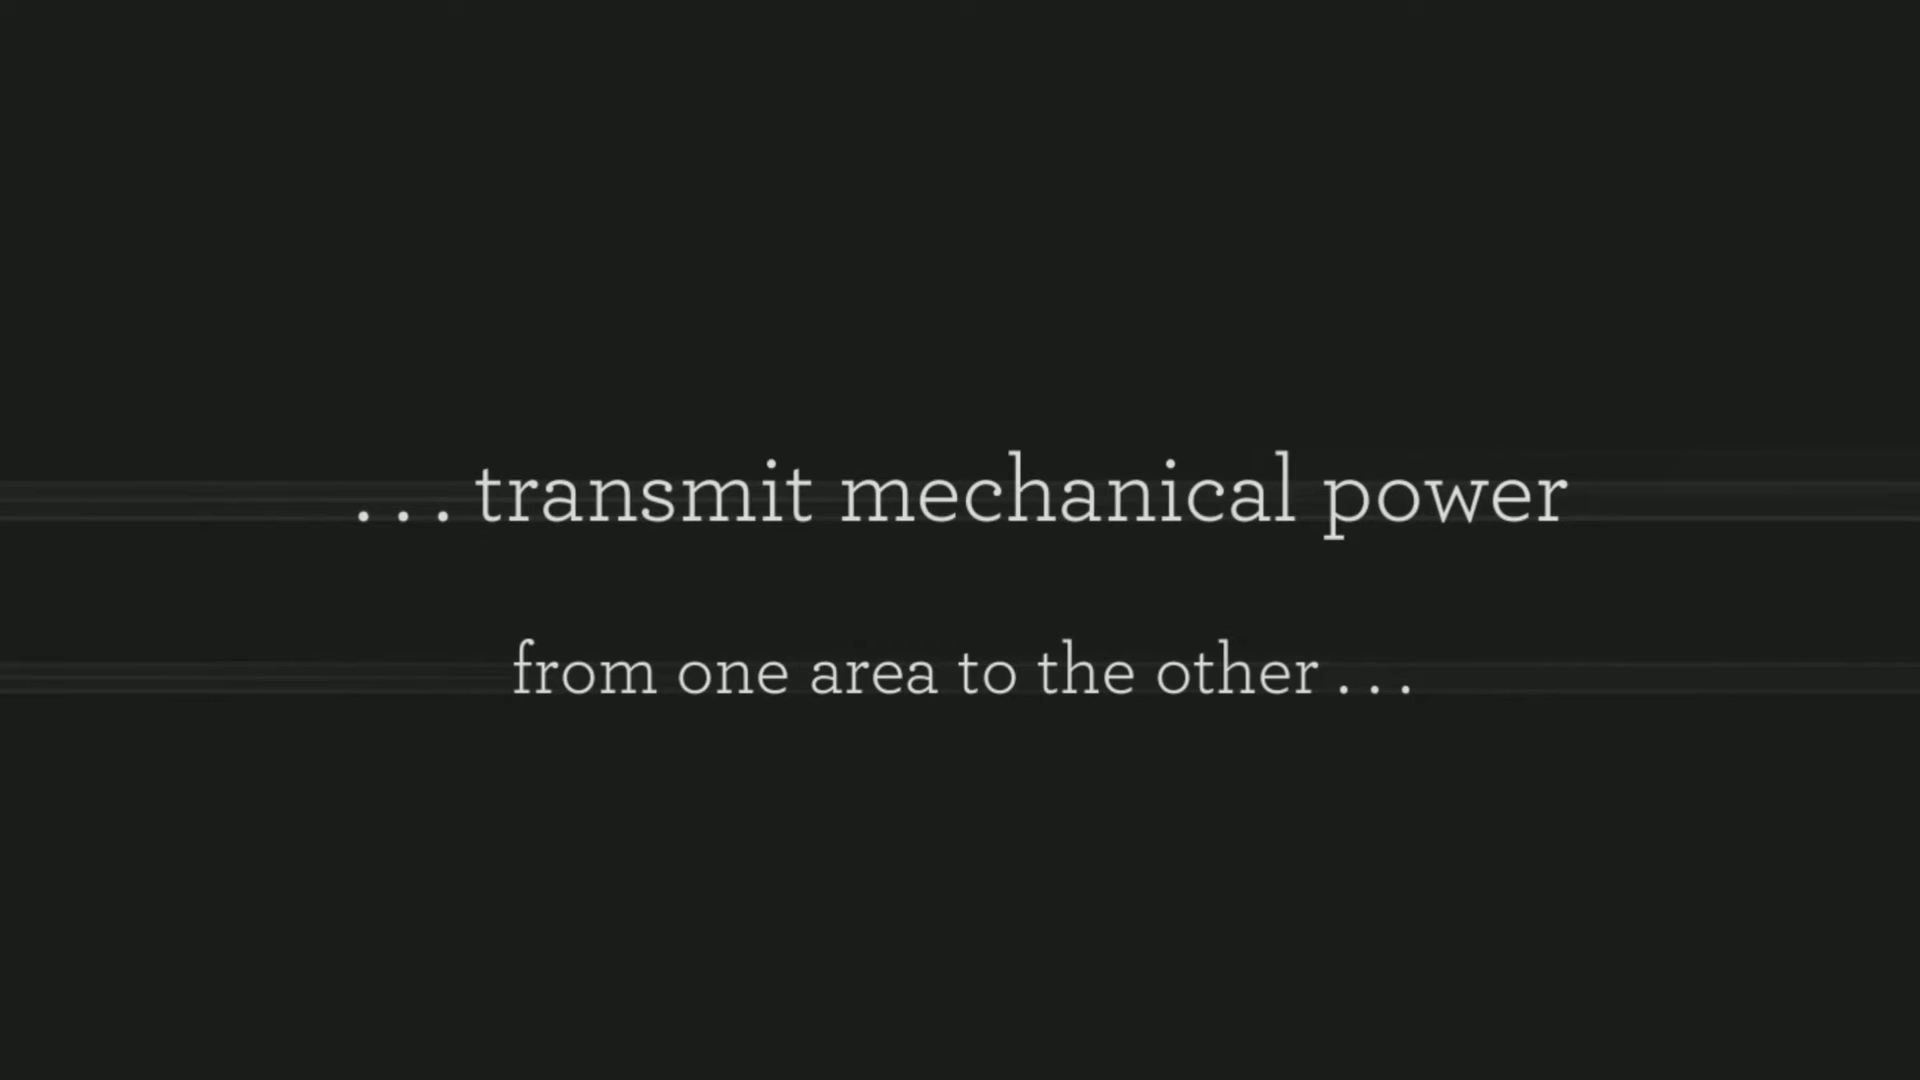 . . . transmit mechanical power
from one area to the other . . .